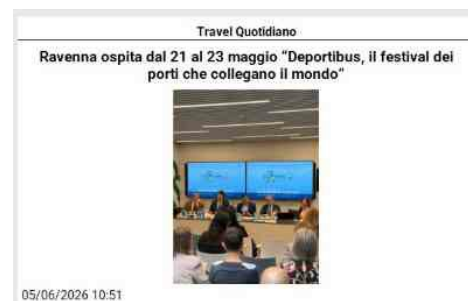 Travel Quotidiano
Ravenna ospita dal 21 al 23 maggio “Deportibus, il festival dei
porti che collegano il mondo”
05/06/2026 10:51